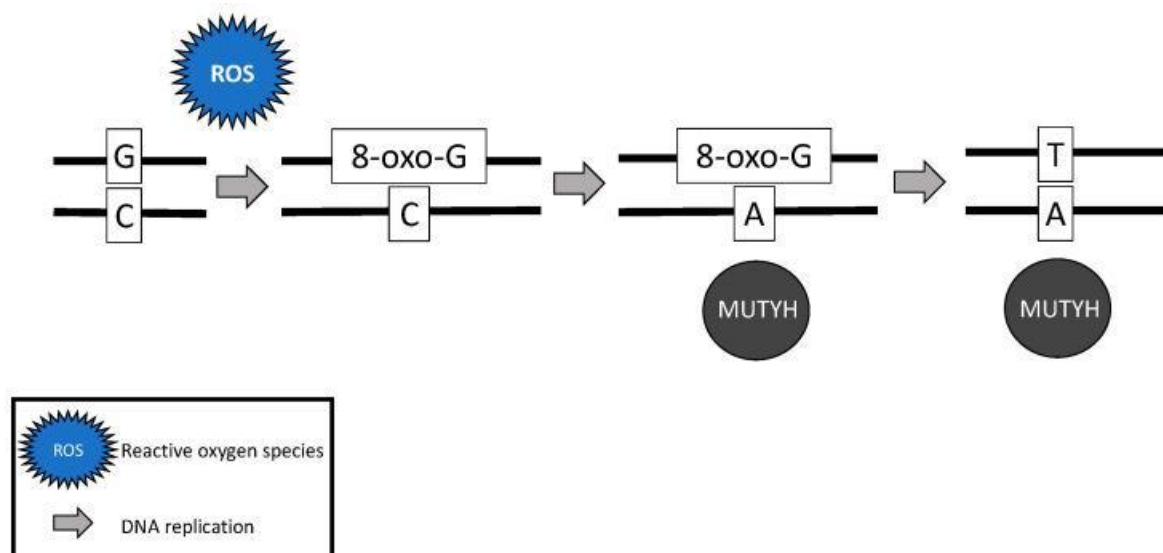 ROS
G
8-oxo-G
8-oxo-G
T
C
C
A
A
MUTYH
MUTYH
ROS Reactive oxygen species
DNA replication